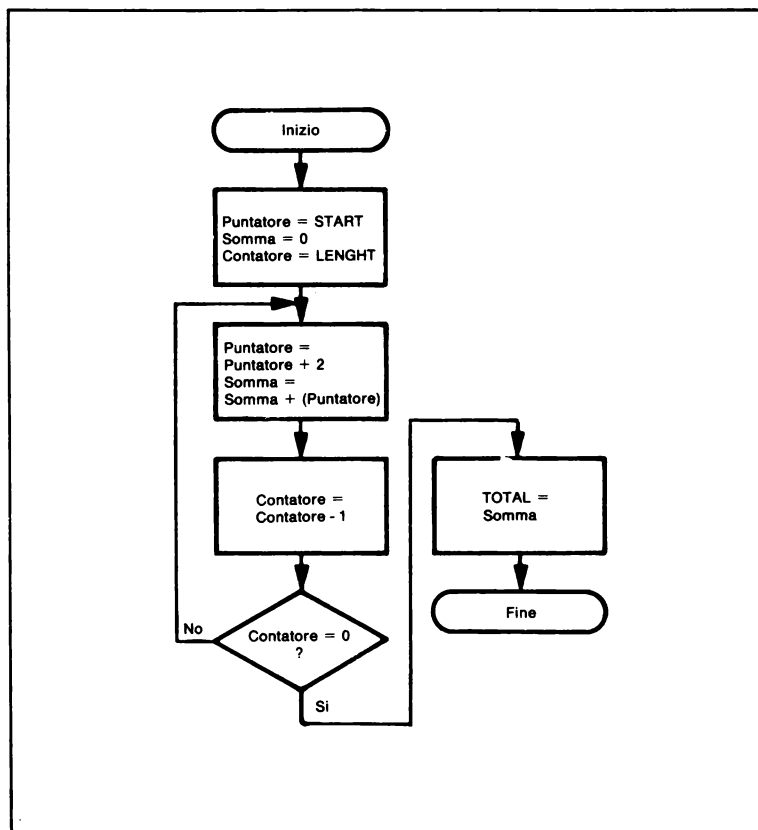 Inizio
Puntatore = START
Somma = 0
Contatore = LENGHT
Puntatore =
Puntatore + 2
Somma =
Somma + (Puntatore)
Contatore =
Contatore - 1
Contatore = 0
?
No
Si
TOTAL =
Somma
Fine